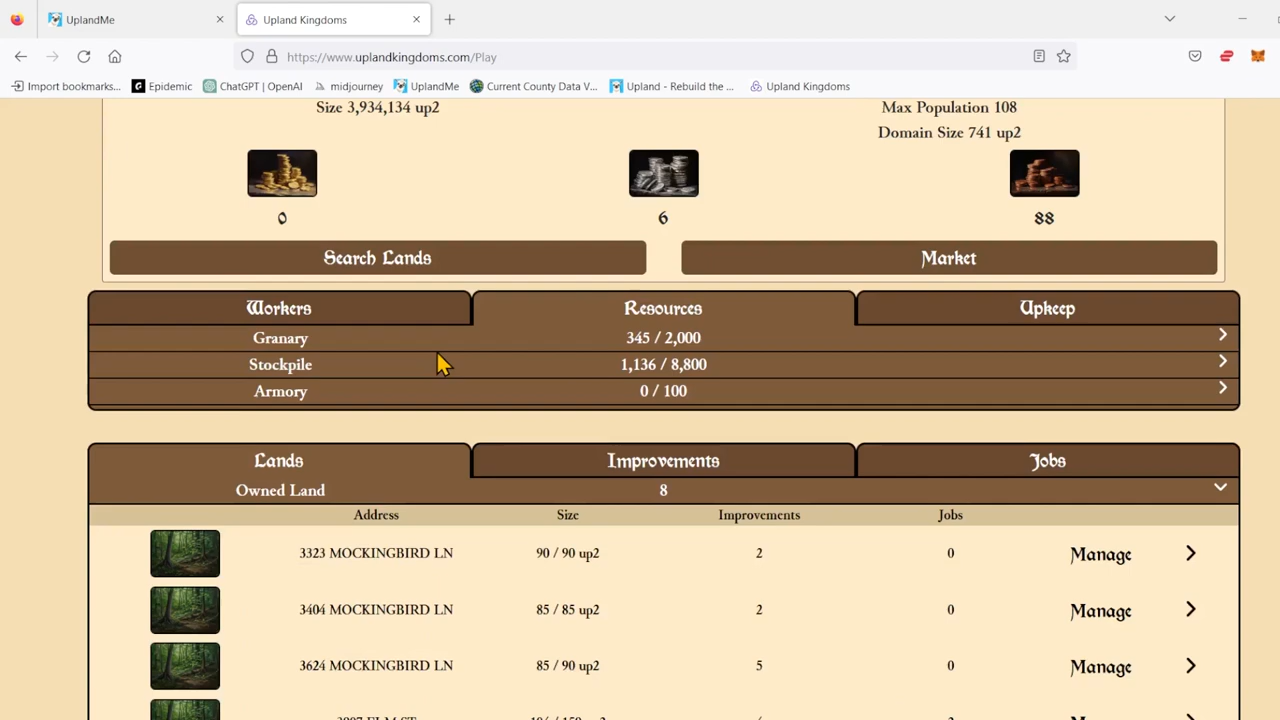 UplandMe
Upland Kingdoms
https://www.uplandkingdoms.com/Play
Import bookmarks... Epidemic ChatGPT | OpenAI midjourney UplandMe Current County Data V... Upland - Rebuild the ... Upland Kingdoms
Size 3,934,134 up2
Max Population 108
Domain Size 741 up2
0 6 88
Search Lands Market
Workers Resources Upkeep
Granary 345 / 2,000
Stockpile 1,136 / 8,800
Armory 0 / 100
Lands Improvements Jobs
Owned Land 8
Address Size Improvements Jobs
3323 MOCKINGBIRD LN 90 / 90 up2 2 0 Manage
3404 MOCKINGBIRD LN 85 / 85 up2 2 0 Manage
3624 MOCKINGBIRD LN 85 / 90 up2 5 0 Manage